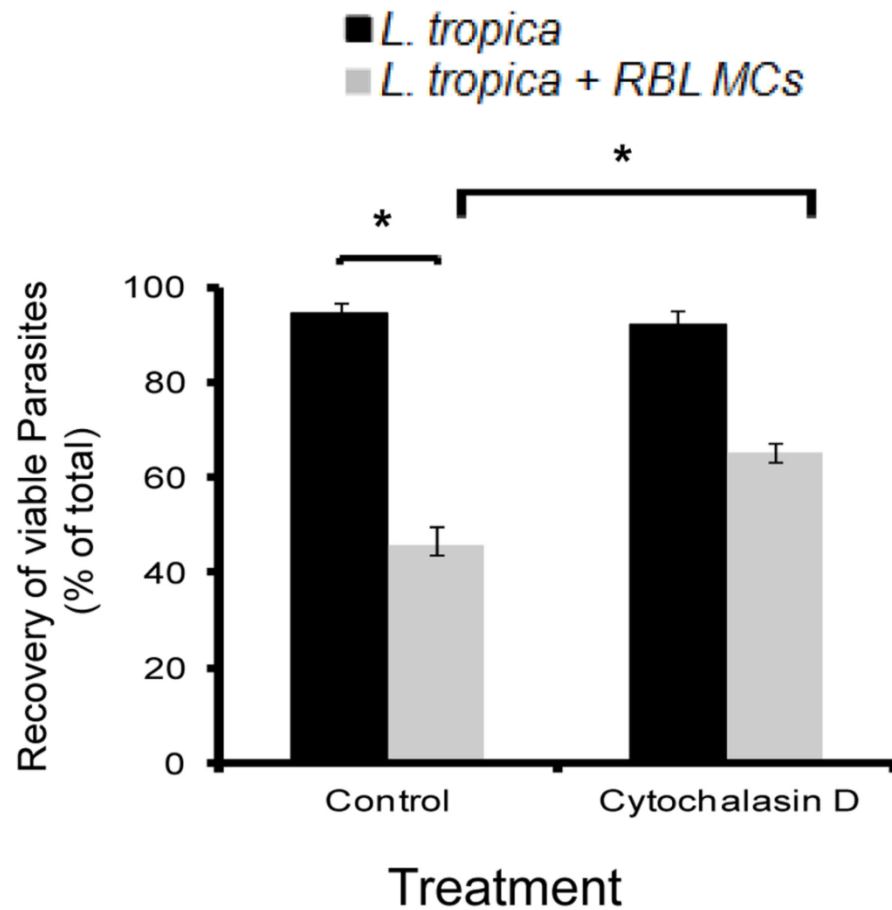 L. tropica
L. tropica + RBL MCs
*
*
100
80
60
40
20
0
Recovery of viable Parasites
(% of total)
Control
Cytochalasin D
Treatment